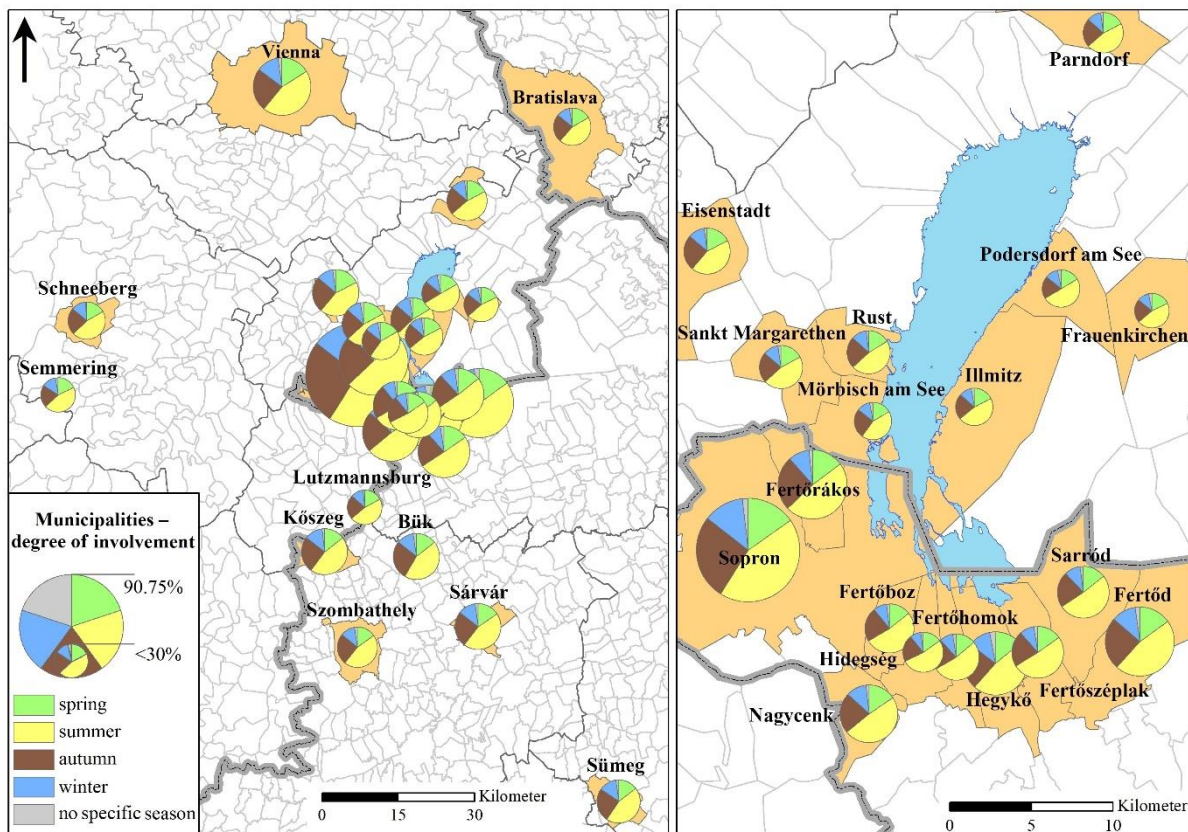 Vienna
Bratislava
Schneeberg
Semmering
Lutzmannsburg
Kőszeg
Bük
Sárvár
Szombathely
Sümeg
Municipalities –
degree of involvement
90.75%
<30%
spring
summer
autumn
winter
no specific season
Kilometer
0 15 30
Parndorf
Eisenstadt
Podersdorf am See
Rust
Sankt Margarethen
Frauenkirchen
Illmitz
Mörbisch am See
Fertőrákos
Sopron
Sarród
Fertőboz
Fertőd
Fertőhomok
Hidegség
Hegykő
Fertőszéplak
Nagycenk
Kilometer
0 5 10